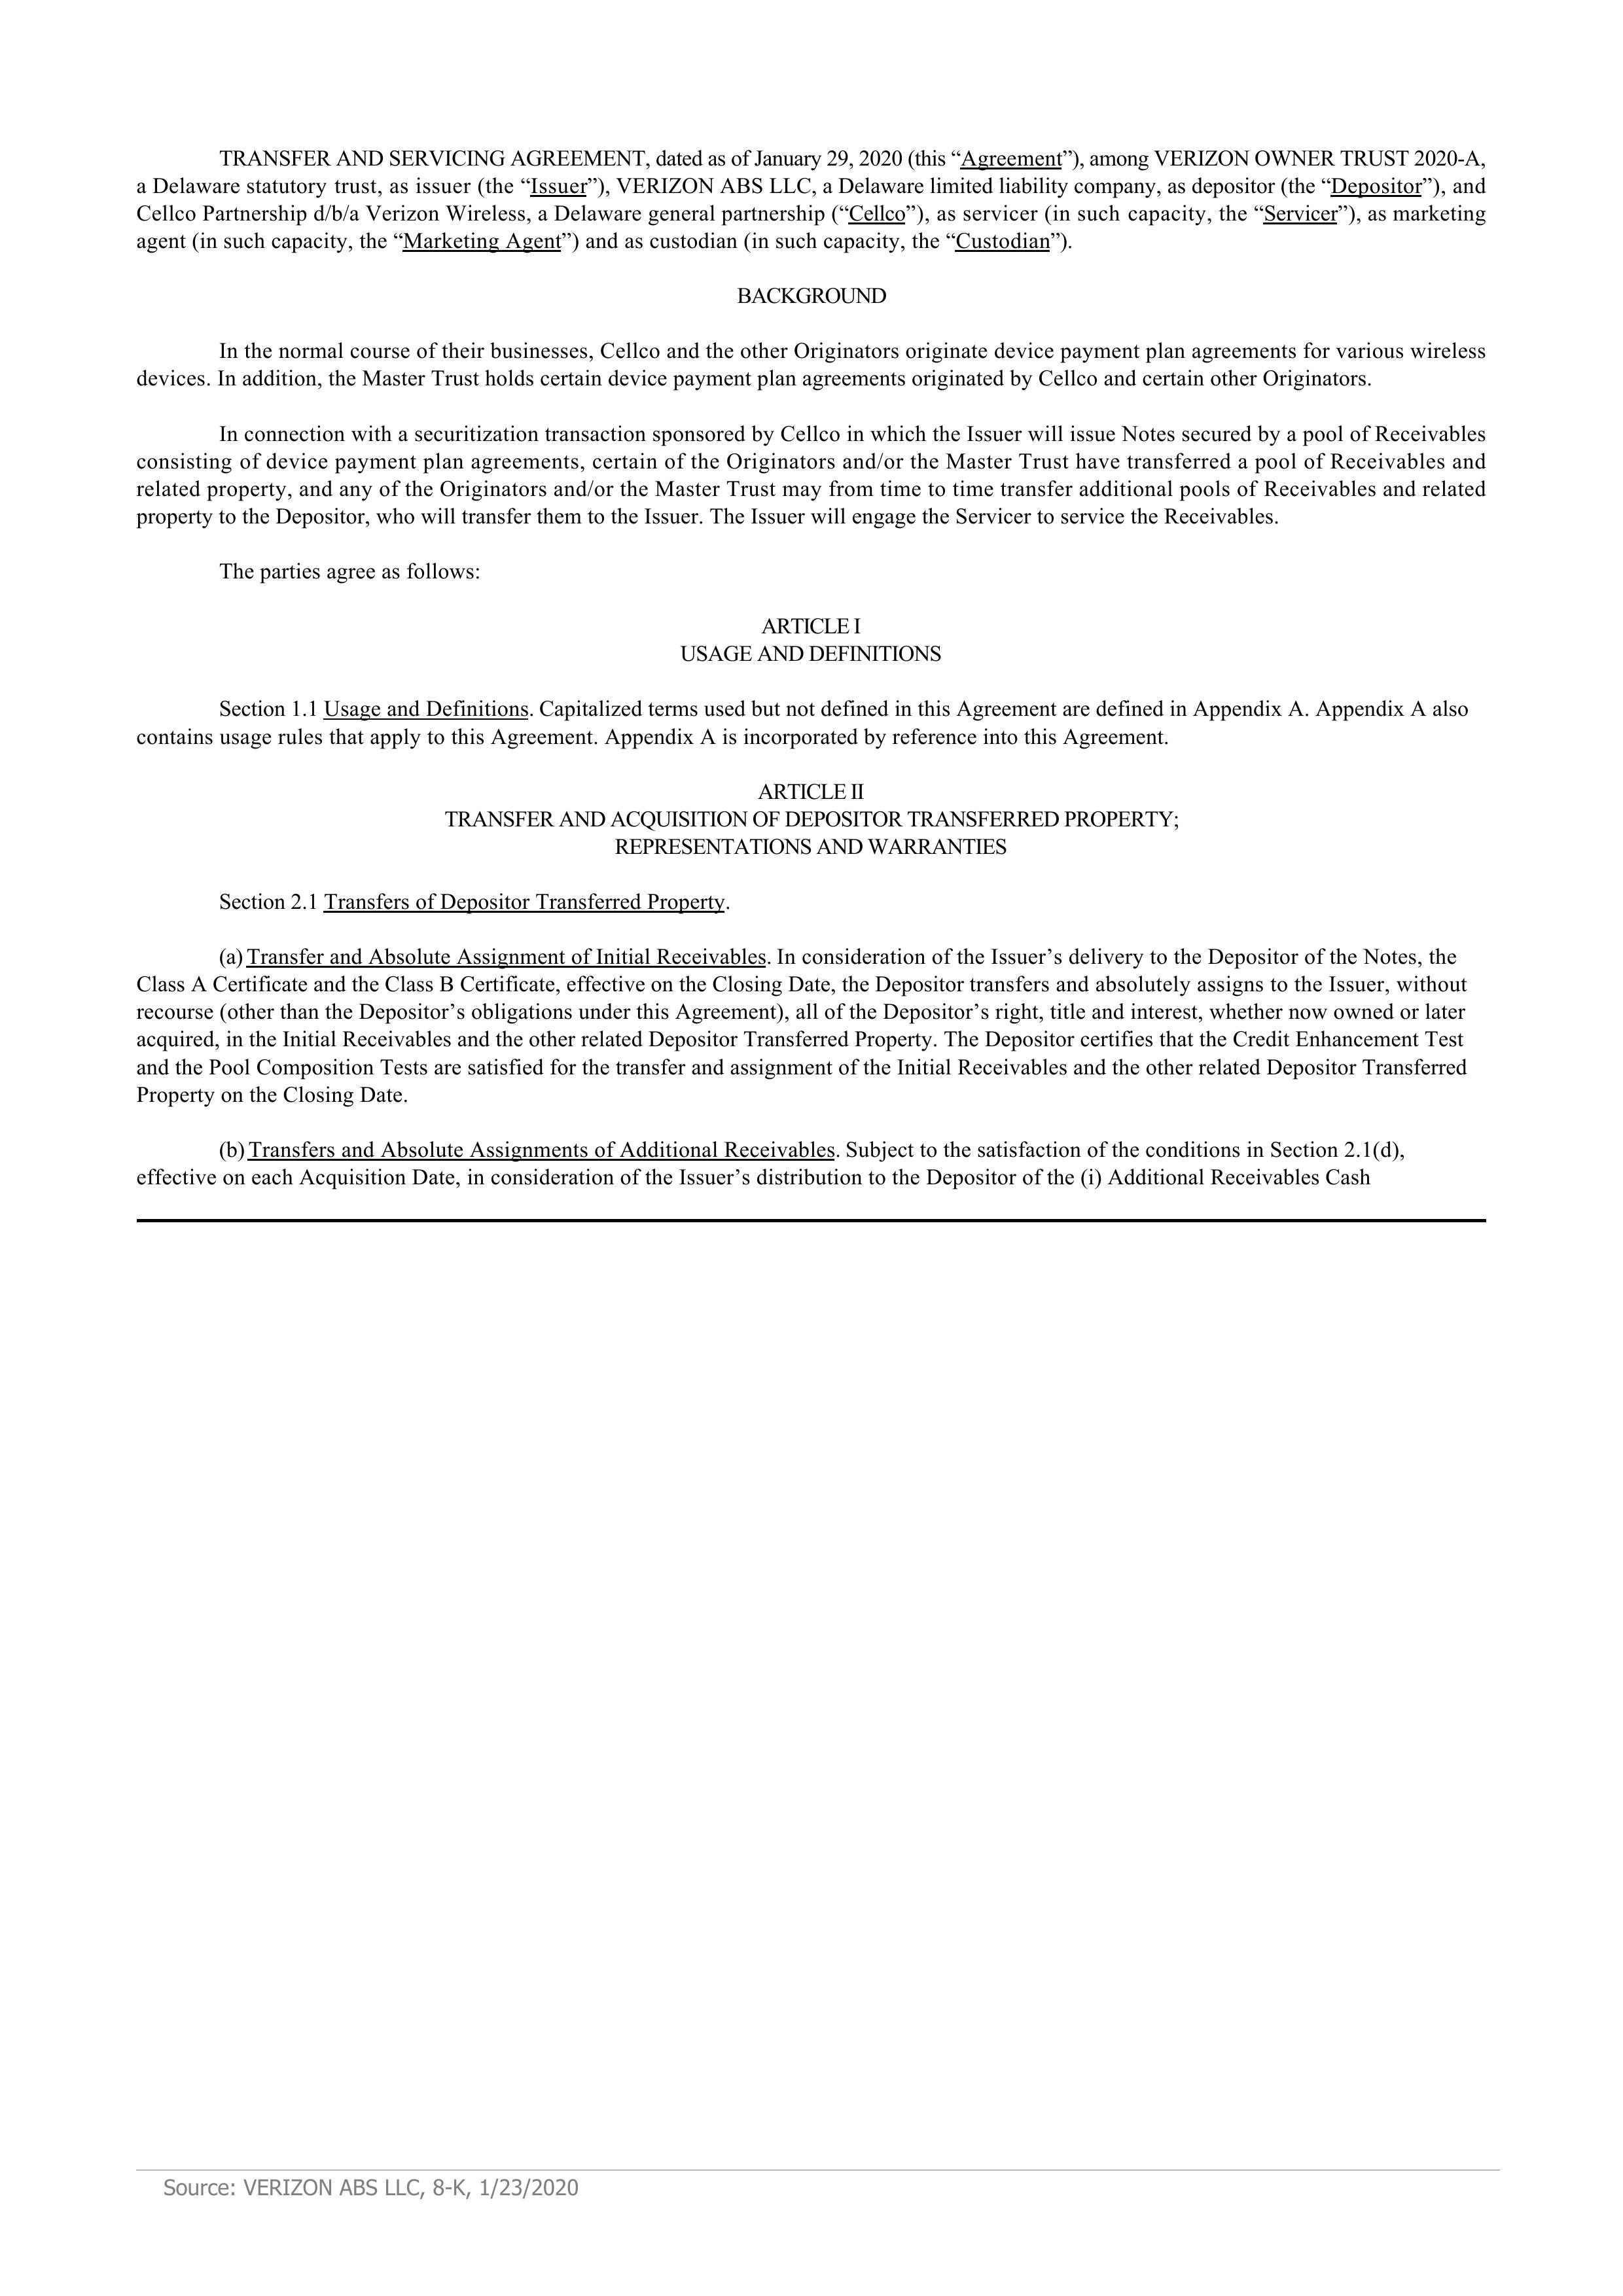 TRANSFER AND SERVICING AGREEMENT, dated as of January 29, 2020 (this “Agreement”), among VERIZON OWNER TRUST 2020-A,
a Delaware statutory trust, as issuer (the “Issuer”), VERIZON ABS LLC, a Delaware limited liability company, as depositor (the “Depositor”), and
Cellco Partnership d/b/a Verizon Wireless, a Delaware general partnership (“Cellco”), as servicer (in such capacity, the “Servicer”), as marketing
agent (in such capacity, the “Marketing Agent”) and as custodian (in such capacity, the “Custodian”).
BACKGROUND
In the normal course of their businesses, Cellco and the other Originators originate device payment plan agreements for various wireless
devices. In addition, the Master Trust holds certain device payment plan agreements originated by Cellco and certain other Originators.
In connection with a securitization transaction sponsored by Cellco in which the Issuer will issue Notes secured by a pool of Receivables
consisting of device payment plan agreements, certain of the Originators and/or the Master Trust have transferred a pool of Receivables and
related property, and any of the Originators and/or the Master Trust may from time to time transfer additional pools of Receivables and related
property to the Depositor, who will transfer them to the Issuer. The Issuer will engage the Servicer to service the Receivables.
The parties agree as follows:
ARTICLE I
USAGE AND DEFINITIONS
Section 1.1 Usage and Definitions. Capitalized terms used but not defined in this Agreement are defined in Appendix A. Appendix A also
contains usage rules that apply to this Agreement. Appendix A is incorporated by reference into this Agreement.
ARTICLE II
TRANSFER AND ACQUISITION OF DEPOSITOR TRANSFERRED PROPERTY;
REPRESENTATIONS AND WARRANTIES
Section 2.1 Transfers of Depositor Transferred Property.
(a) Transfer and Absolute Assignment of Initial Receivables. In consideration of the Issuer’s delivery to the Depositor of the Notes, the
Class A Certificate and the Class B Certificate, effective on the Closing Date, the Depositor transfers and absolutely assigns to the Issuer, without
recourse (other than the Depositor’s obligations under this Agreement), all of the Depositor’s right, title and interest, whether now owned or later
acquired, in the Initial Receivables and the other related Depositor Transferred Property. The Depositor certifies that the Credit Enhancement Test
and the Pool Composition Tests are satisfied for the transfer and assignment of the Initial Receivables and the other related Depositor Transferred
Property on the Closing Date.
(b) Transfers and Absolute Assignments of Additional Receivables. Subject to the satisfaction of the conditions in Section 2.1(d),
effective on each Acquisition Date, in consideration of the Issuer’s distribution to the Depositor of the (i) Additional Receivables Cash
Source: VERIZON ABS LLC, 8-K, 1/23/2020